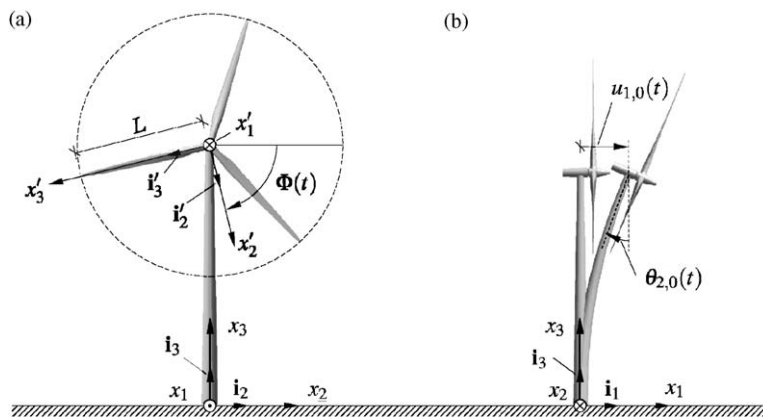 (a)
L
x′₁
x′₃
i′₃
i′₂
Φ(t)
x′₂
x₃
i₃
x₁
i₂
x₂
(b)
u₁,₀(t)
θ₂,₀(t)
x₃
i₃
x₂
i₁
x₁